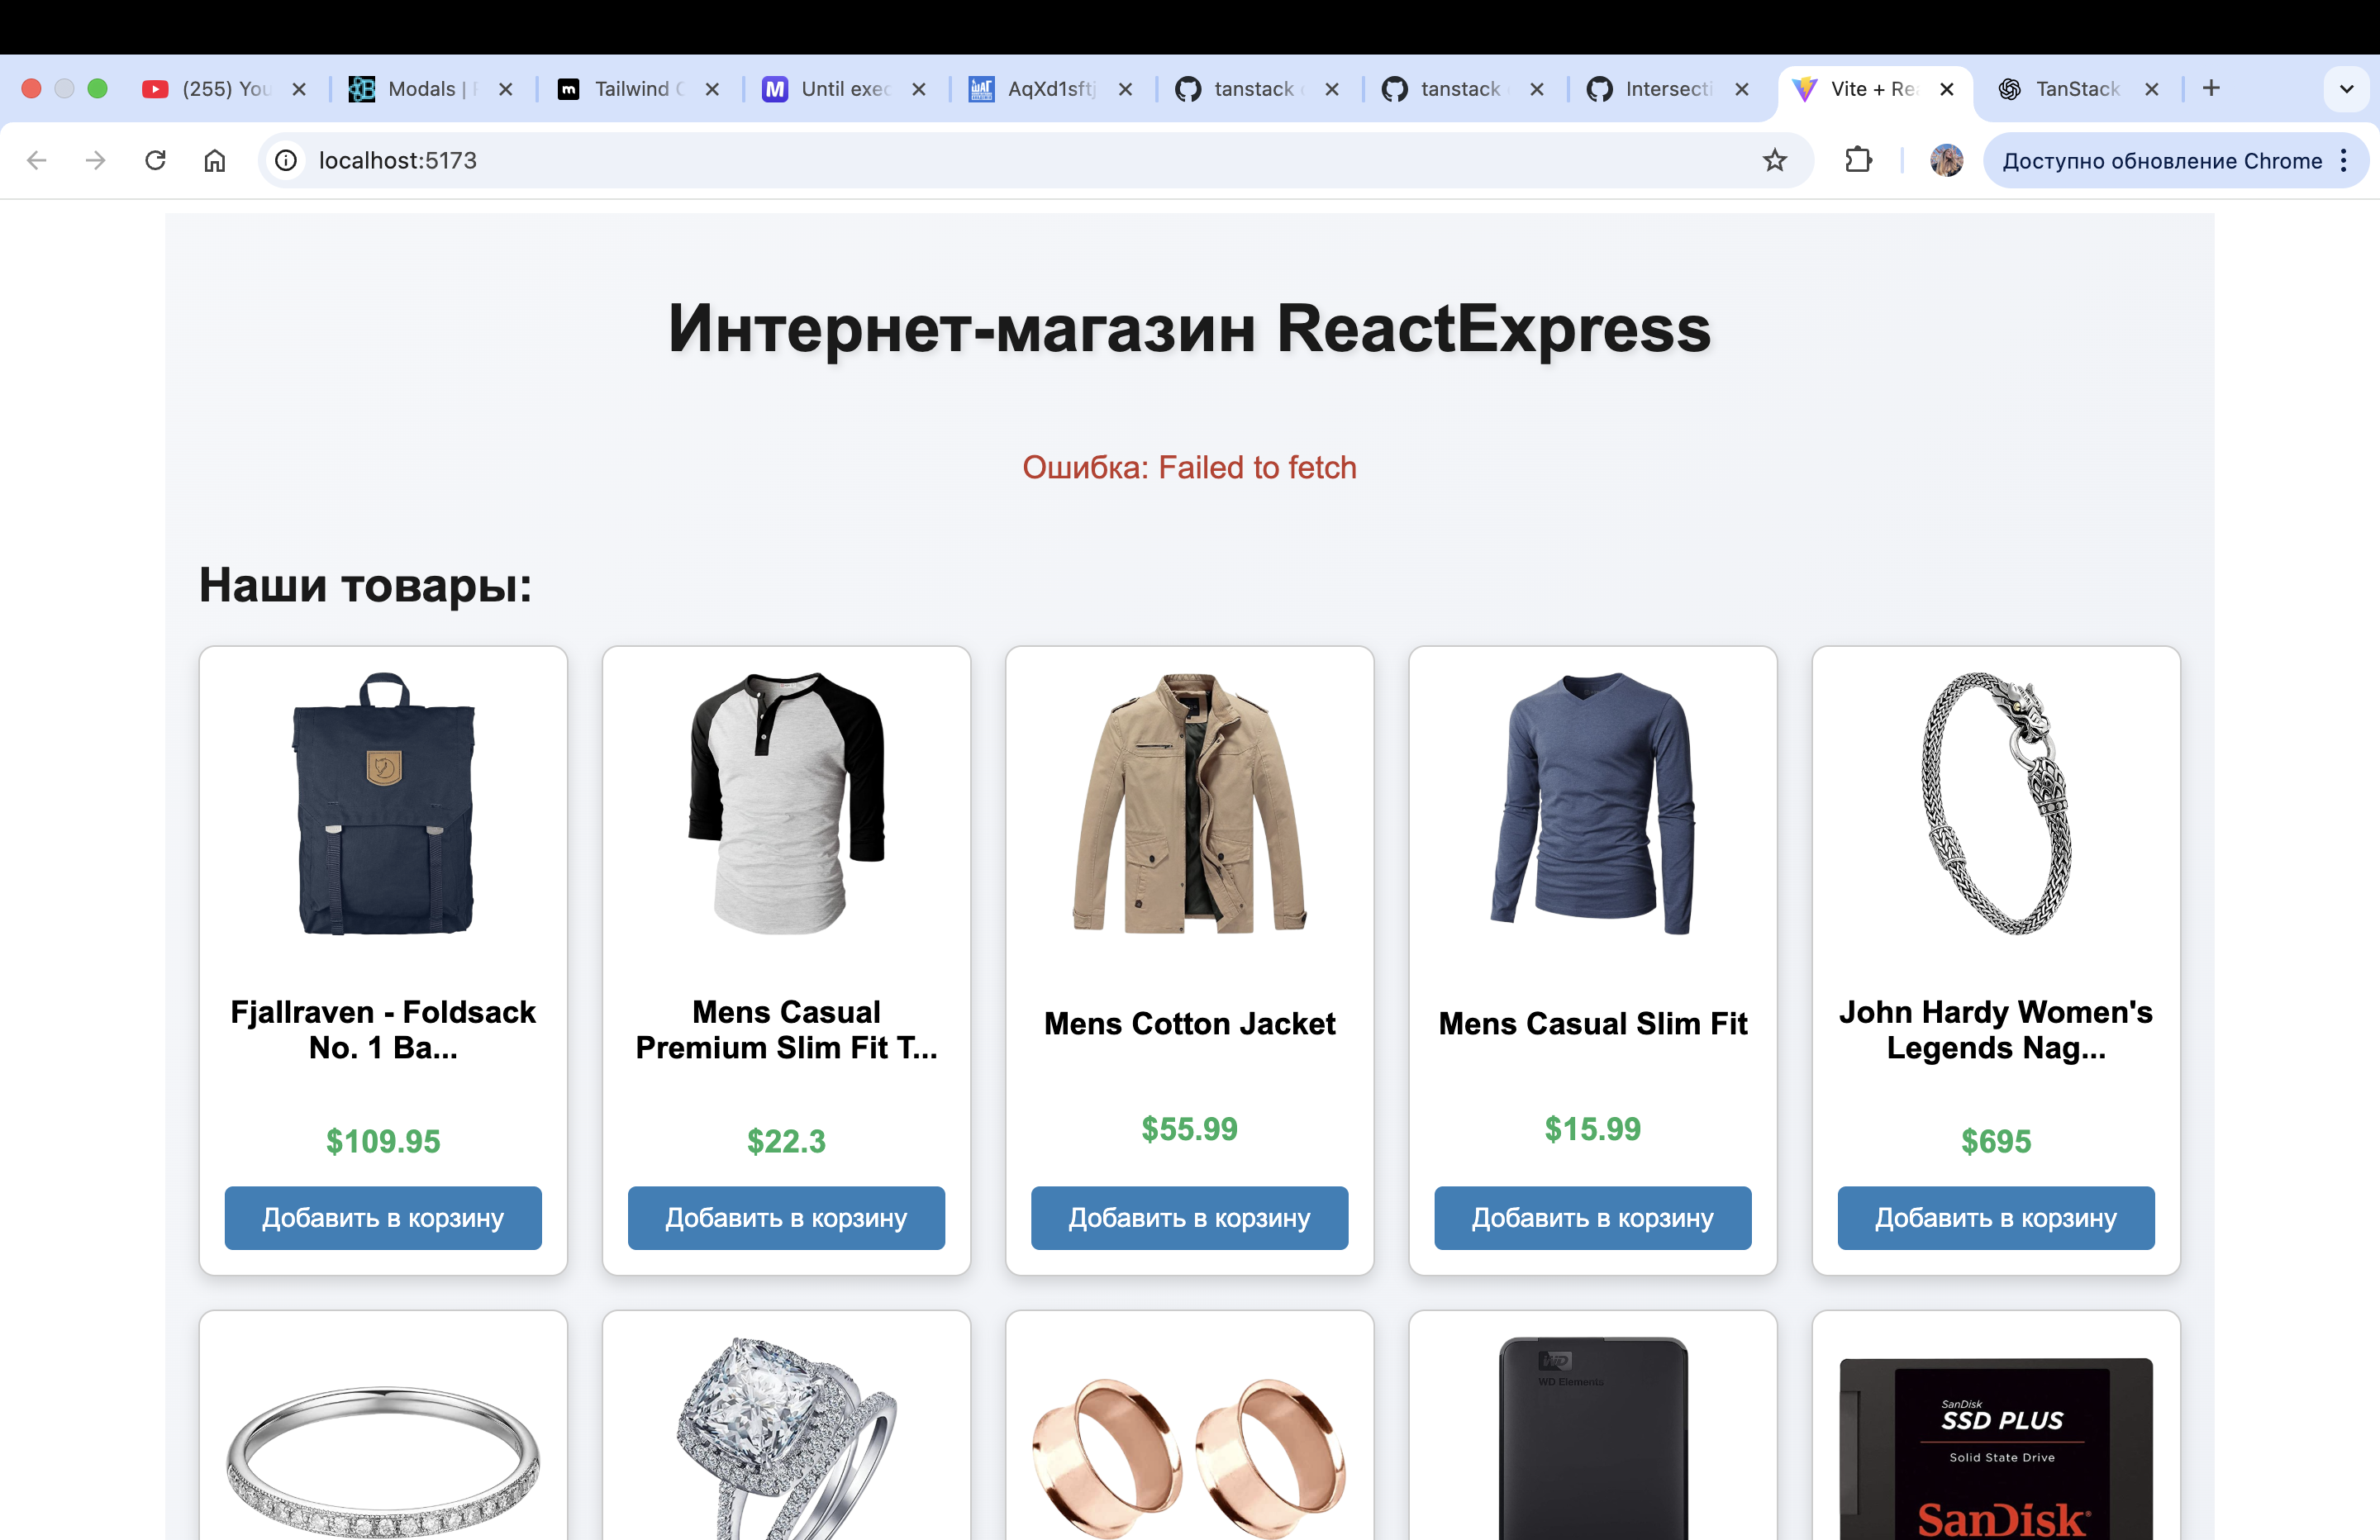 (255) You
Modals |
Tailwind
Until exec
AqXd1sftj
tanstack
tanstack
Intersecti
Vite + Rea
TanStack
localhost:5173
Доступно обновление Chrome
Интернет-магазин ReactExpress
Ошибка: Failed to fetch
Наши товары:
Fjallraven - Foldsack
No. 1 Ba...
$109.95
Добавить в корзину
Mens Casual
Premium Slim Fit T...
$22.3
Добавить в корзину
Mens Cotton Jacket
$55.99
Добавить в корзину
Mens Casual Slim Fit
$15.99
Добавить в корзину
John Hardy Women's
Legends Nag...
$695
Добавить в корзину
WD
WD Elements
SanDisk
SSD PLUS
Solid State Drive
SanDisk